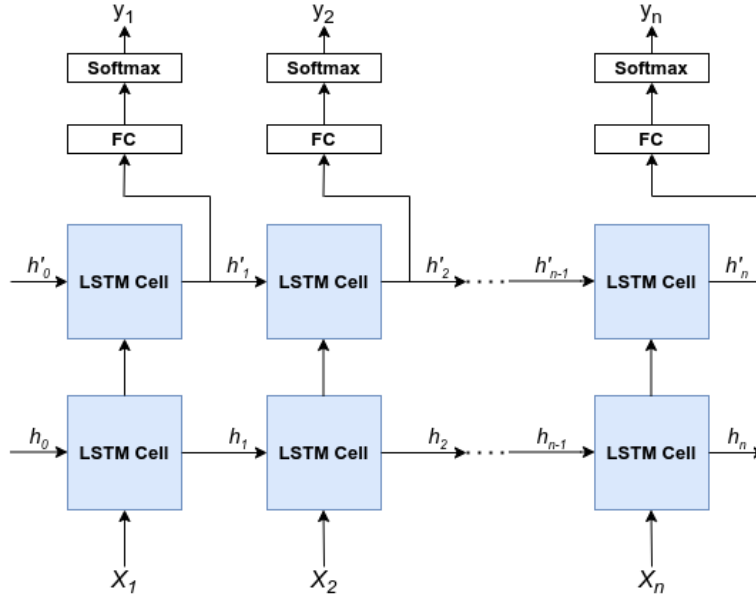 y1 y2 yn
Softmax Softmax Softmax
FC FC FC
h'0 h'1 h'2 .... h'n-1 h'n
LSTM Cell LSTM Cell LSTM Cell
h0 h1 h2 .... hn-1 hn
LSTM Cell LSTM Cell LSTM Cell
X1 X2 Xn